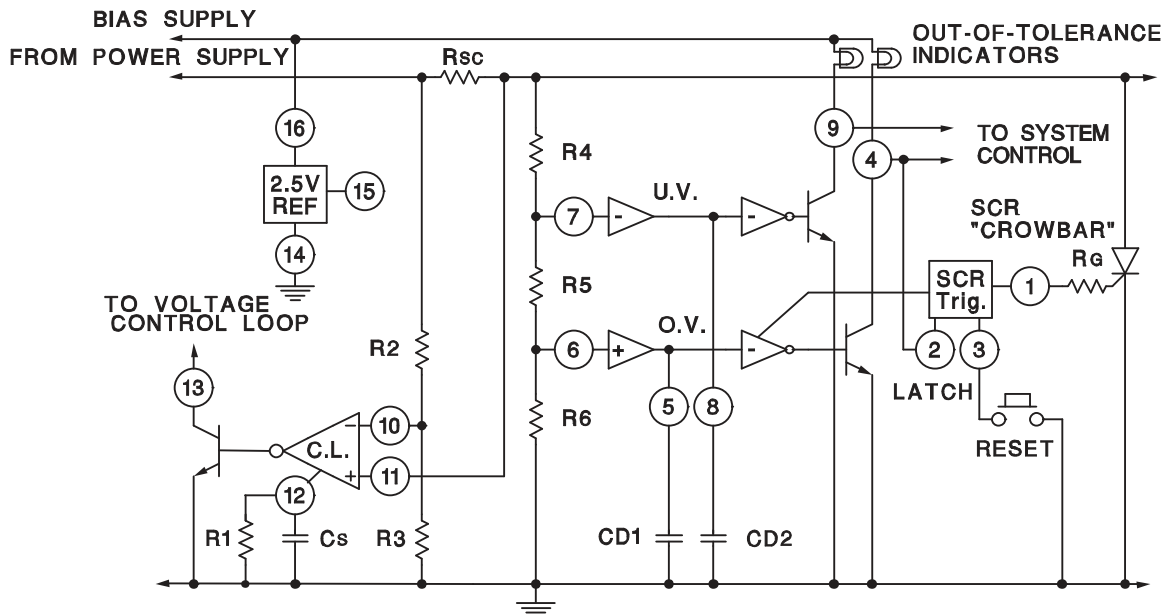 BIAS SUPPLY
FROM POWER SUPPLY
RSC
OUT-OF-TOLERANCE
INDICATORS
16
9
TO SYSTEM
CONTROL
4
R4
2.5V
REF
15
U.V.
7
-
-
SCR
"CROWBAR"
14
R5
SCR
Trig.
1
RG
TO VOLTAGE
CONTROL LOOP
O.V.
R2
6
+
-
2
3
13
LATCH
5
8
R6
10
-
C.L.
RESET
+
11
12
R1
CS
R3
CD1
CD2